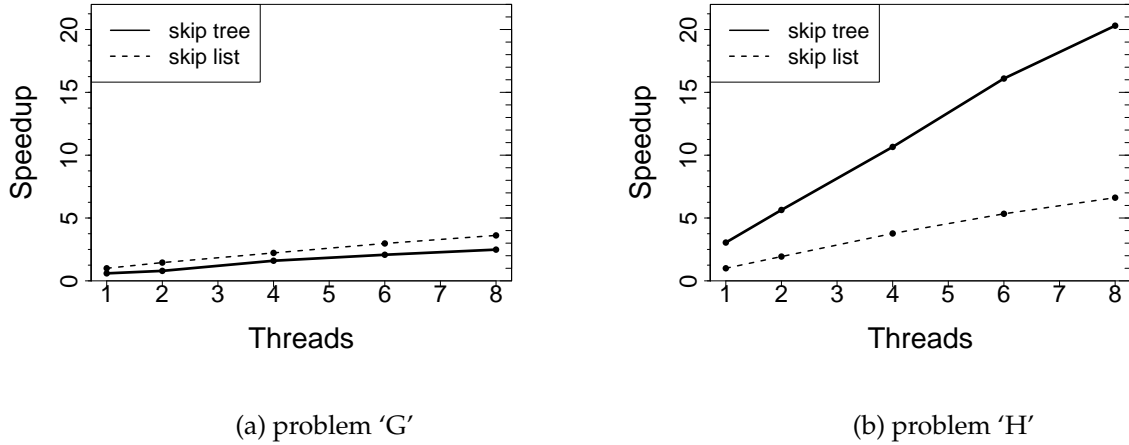 skip tree
skip list
20
15
10
5
0
Speedup
1 2 3 4 5 6 7 8
Threads
(a) problem ‘G’
skip tree
skip list
20
15
10
5
0
Speedup
1 2 3 4 5 6 7 8
Threads
(b) problem ‘H’